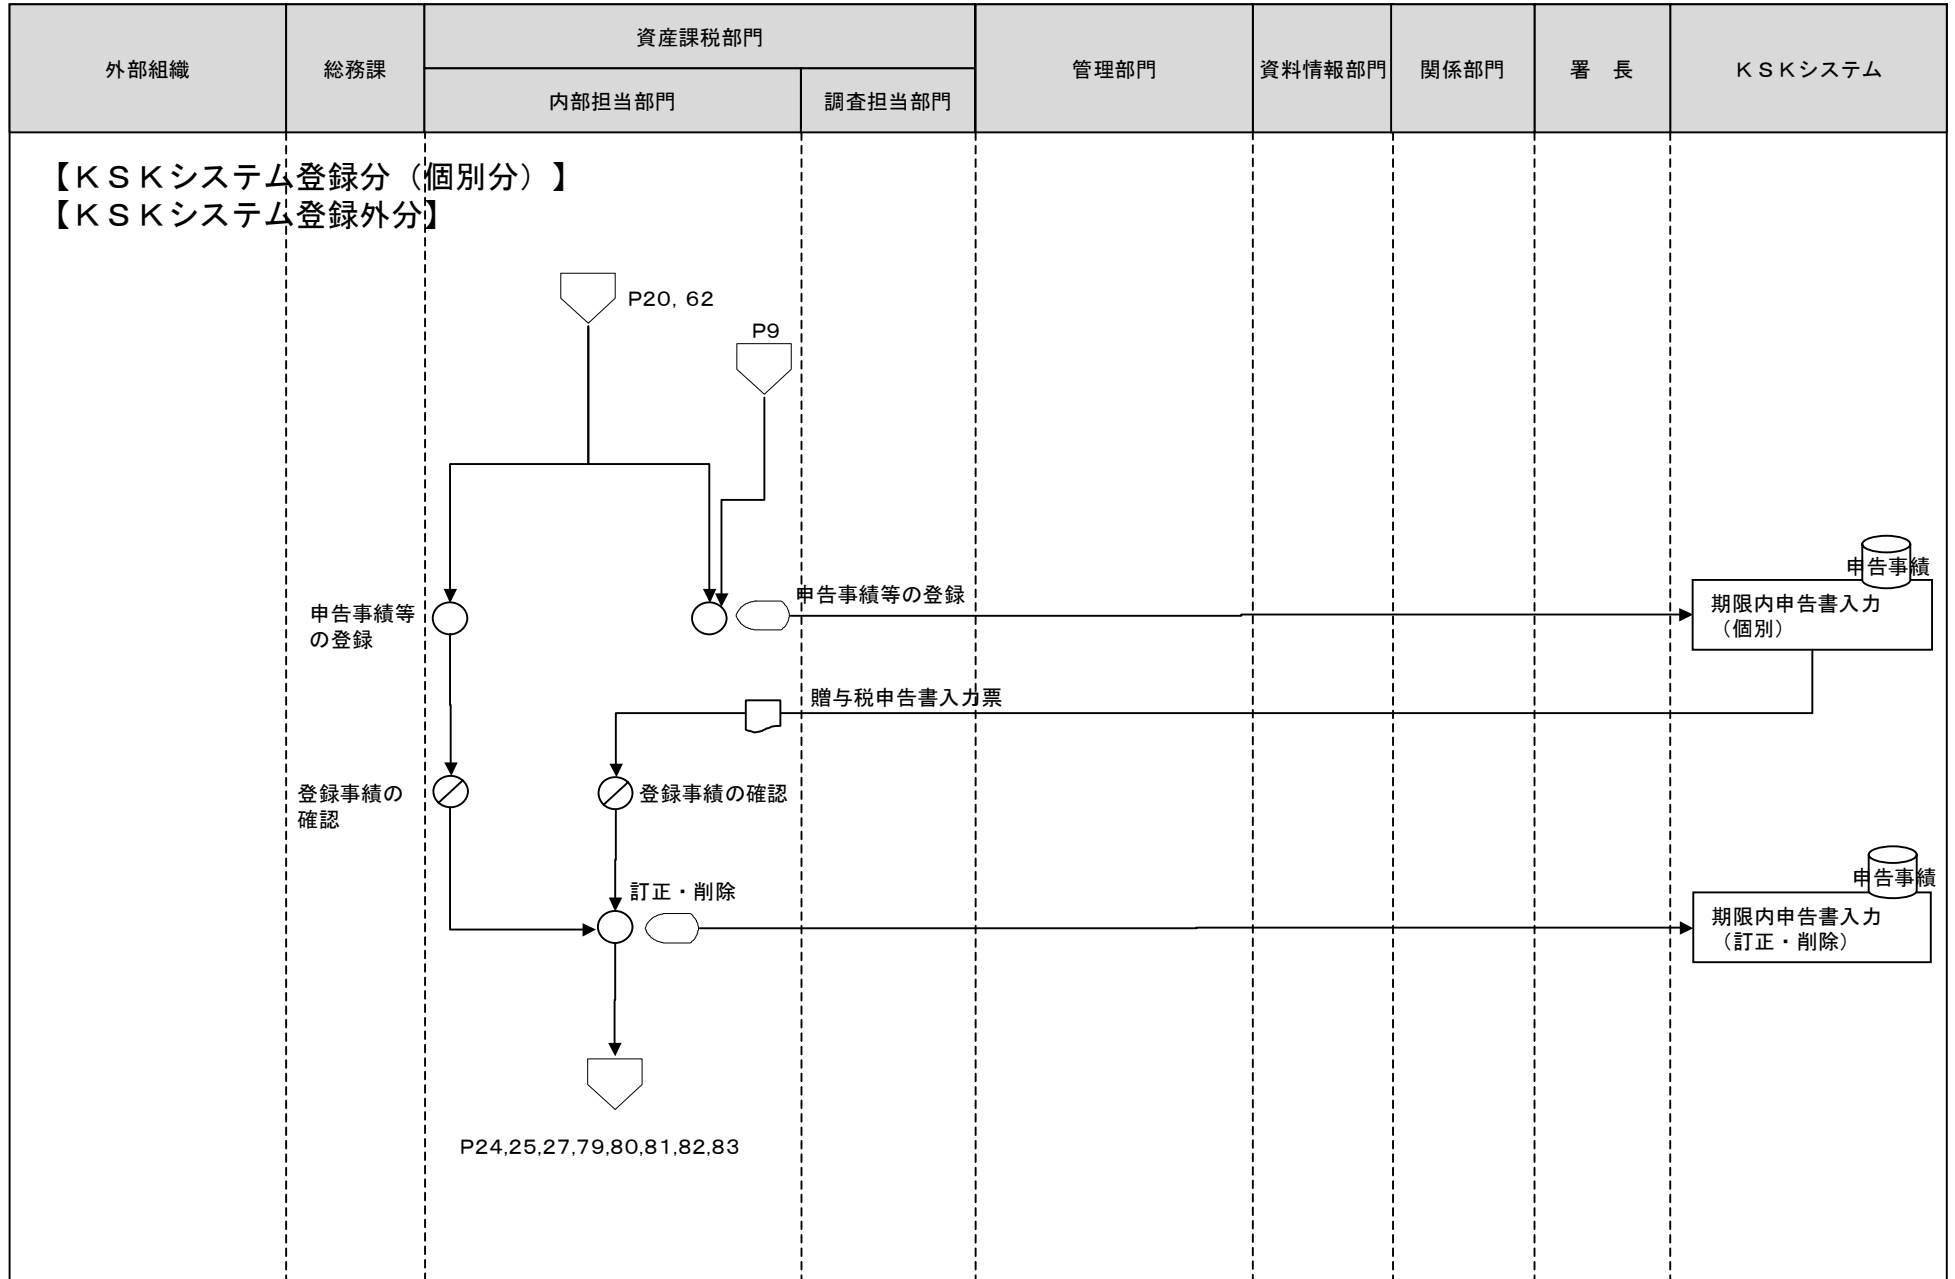 外部組織
総務課
資産課税部門
内部担当部門
調査担当部門
管理部門
資料情報部門
関係部門
署　長
ＫＳＫシステム
【ＫＳＫシステム登録分（個別分）】
【ＫＳＫシステム登録外分】
P20, 62
P9
申告事績等
の登録
申告事績等の登録
申告事績
期限内申告書入力
（個別）
贈与税申告書入力票
登録事績の
確認
登録事績の確認
訂正・削除
申告事績
期限内申告書入力
（訂正・削除）
P24,25,27,79,80,81,82,83